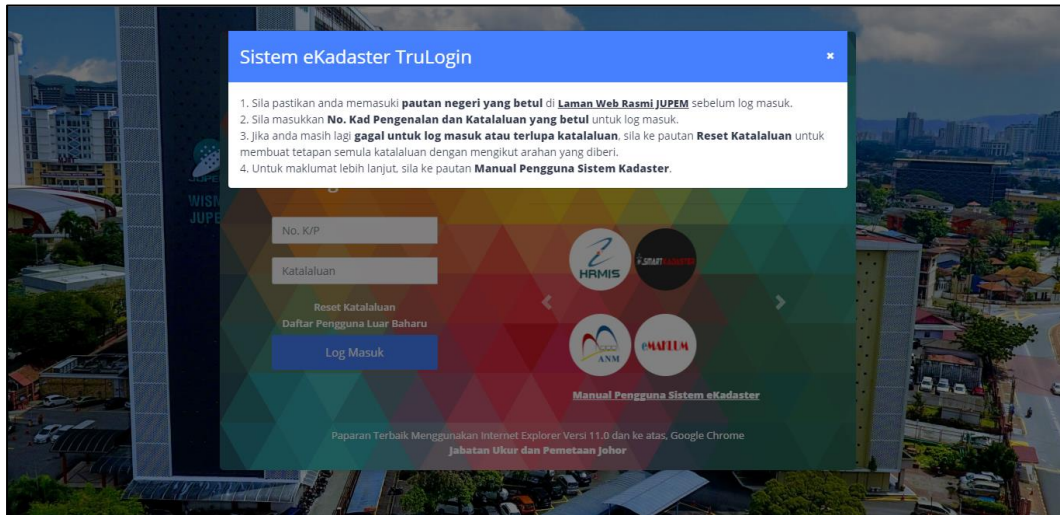 Sistem eKadaster TruLogin
×
1. Sila pastikan anda memasuki pautan negeri yang betul di Laman Web Rasmi JUPEM sebelum log masuk.
2. Sila masukkan No. Kad Pengenalan dan Katalaluan yang betul untuk log masuk.
3. Jika anda masih lagi gagal untuk log masuk atau terlupa katalaluan, sila ke pautan Reset Katalaluan untuk
membuat tetapan semula katalaluan dengan mengikut arahan yang diberi.
4. Untuk maklumat lebih lanjut, sila ke pautan Manual Pengguna Sistem Kadaster.
No. K/P
Katalaluan
Reset Katalaluan
Daftar Pengguna Luar Baharu
Log Masuk
HRMIS
SMARTKADASTER
ANM
eMAKLUM
Manual Pengguna Sistem eKadaster
Paparan Terbaik Menggunakan Internet Explorer Versi 11.0 dan ke atas, Google Chrome
Jabatan Ukur dan Pemetaan Johor